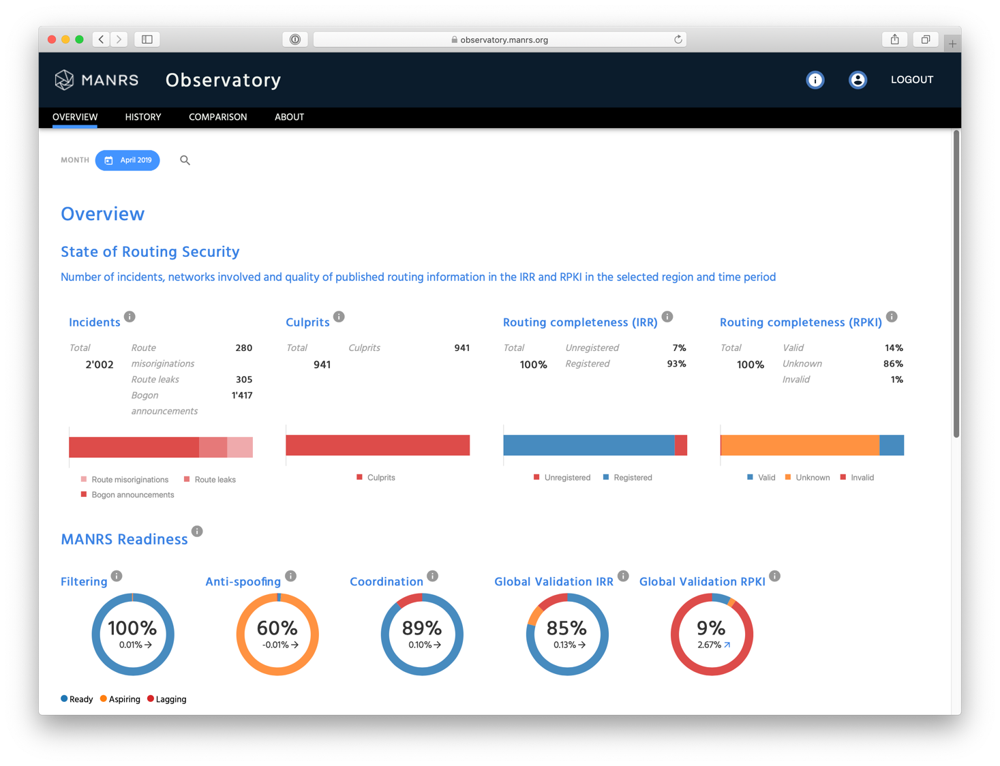 observatory.manrs.org
MANRS Observatory LOGOUT
OVERVIEW HISTORY COMPARISON ABOUT
MONTH April 2019
Overview
State of Routing Security
Number of incidents, networks involved and quality of published routing information in the IRR and RPKI in the selected region and time period
Incidents
Total Route misoriginations 280
2'002
Route leaks 305
Bogon announcements 1'417
Route misoriginations Route leaks
Bogon announcements
Culprits
Total Culprits 941
941
Culprits
Routing completeness (IRR)
Total Unregistered 7%
100% Registered 93%
Unregistered Registered
Routing completeness (RPKI)
Total Valid 14%
100% Unknown 86%
Invalid 1%
Valid Unknown Invalid
MANRS Readiness
Filtering
100%
0.01% →
Anti-spoofing
60%
-0.01% →
Coordination
89%
0.10% →
Global Validation IRR
85%
0.13% →
Global Validation RPKI
9%
2.67% ↗
Ready Aspiring Lagging